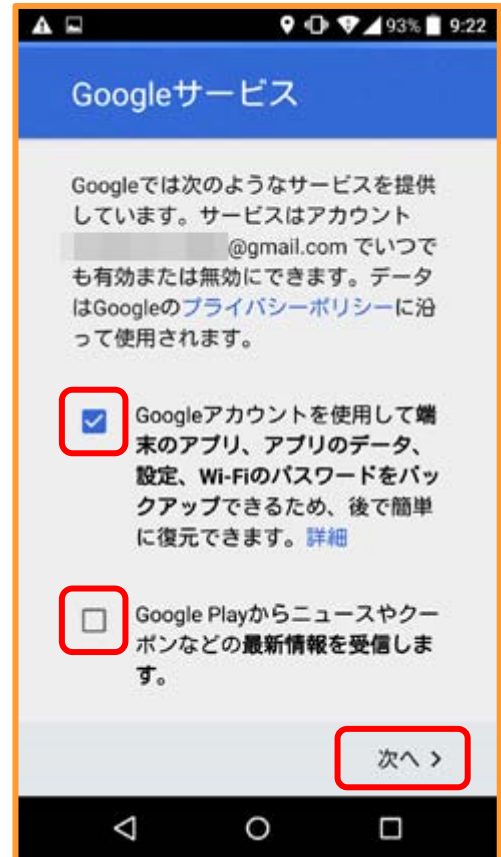 93% 9:22
Googleサービス
Googleでは次のようなサービスを提供
しています。サービスはアカウント
@gmail.com でいつで
も有効または無効にできます。データ
はGoogleのプライバシーポリシーに沿
って使用されます。
Googleアカウントを使用して端
末のアプリ、アプリのデータ、
設定、Wi-Fiのパスワードをバッ
クアップできるため、後で簡単
に復元できます。詳細
Google Playからニュースやクー
ポンなどの最新情報を受信しま
す。
次へ